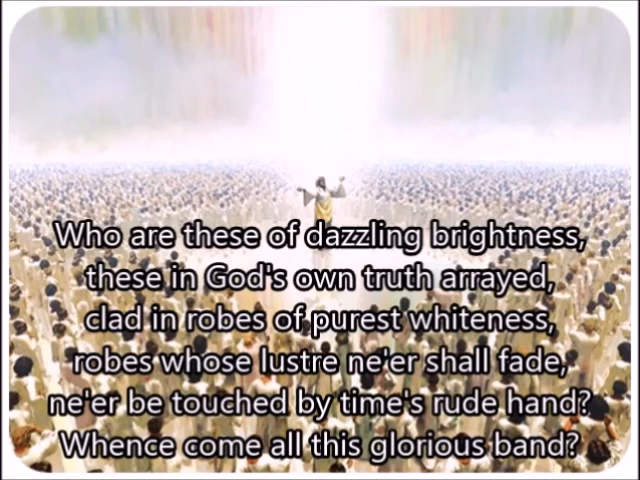 Who are these of dazzling brightness,
these in God's own truth arrayed,
clad in robes of purest whiteness,
robes whose lustre ne'er shall fade,
ne'er be touched by time's rude hand?
Whence come all this glorious band?